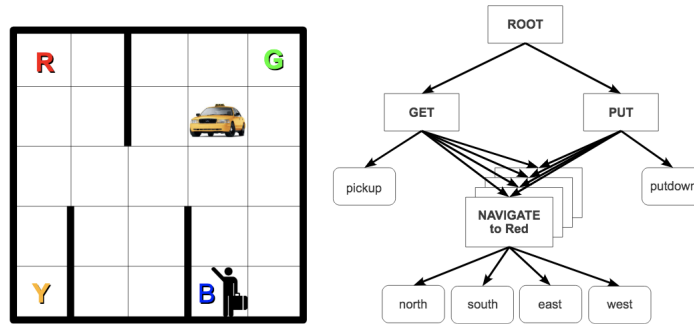 R
G
Y
B
ROOT
GET
PUT
pickup
putdown
NAVIGATE
to Red
north
south
east
west